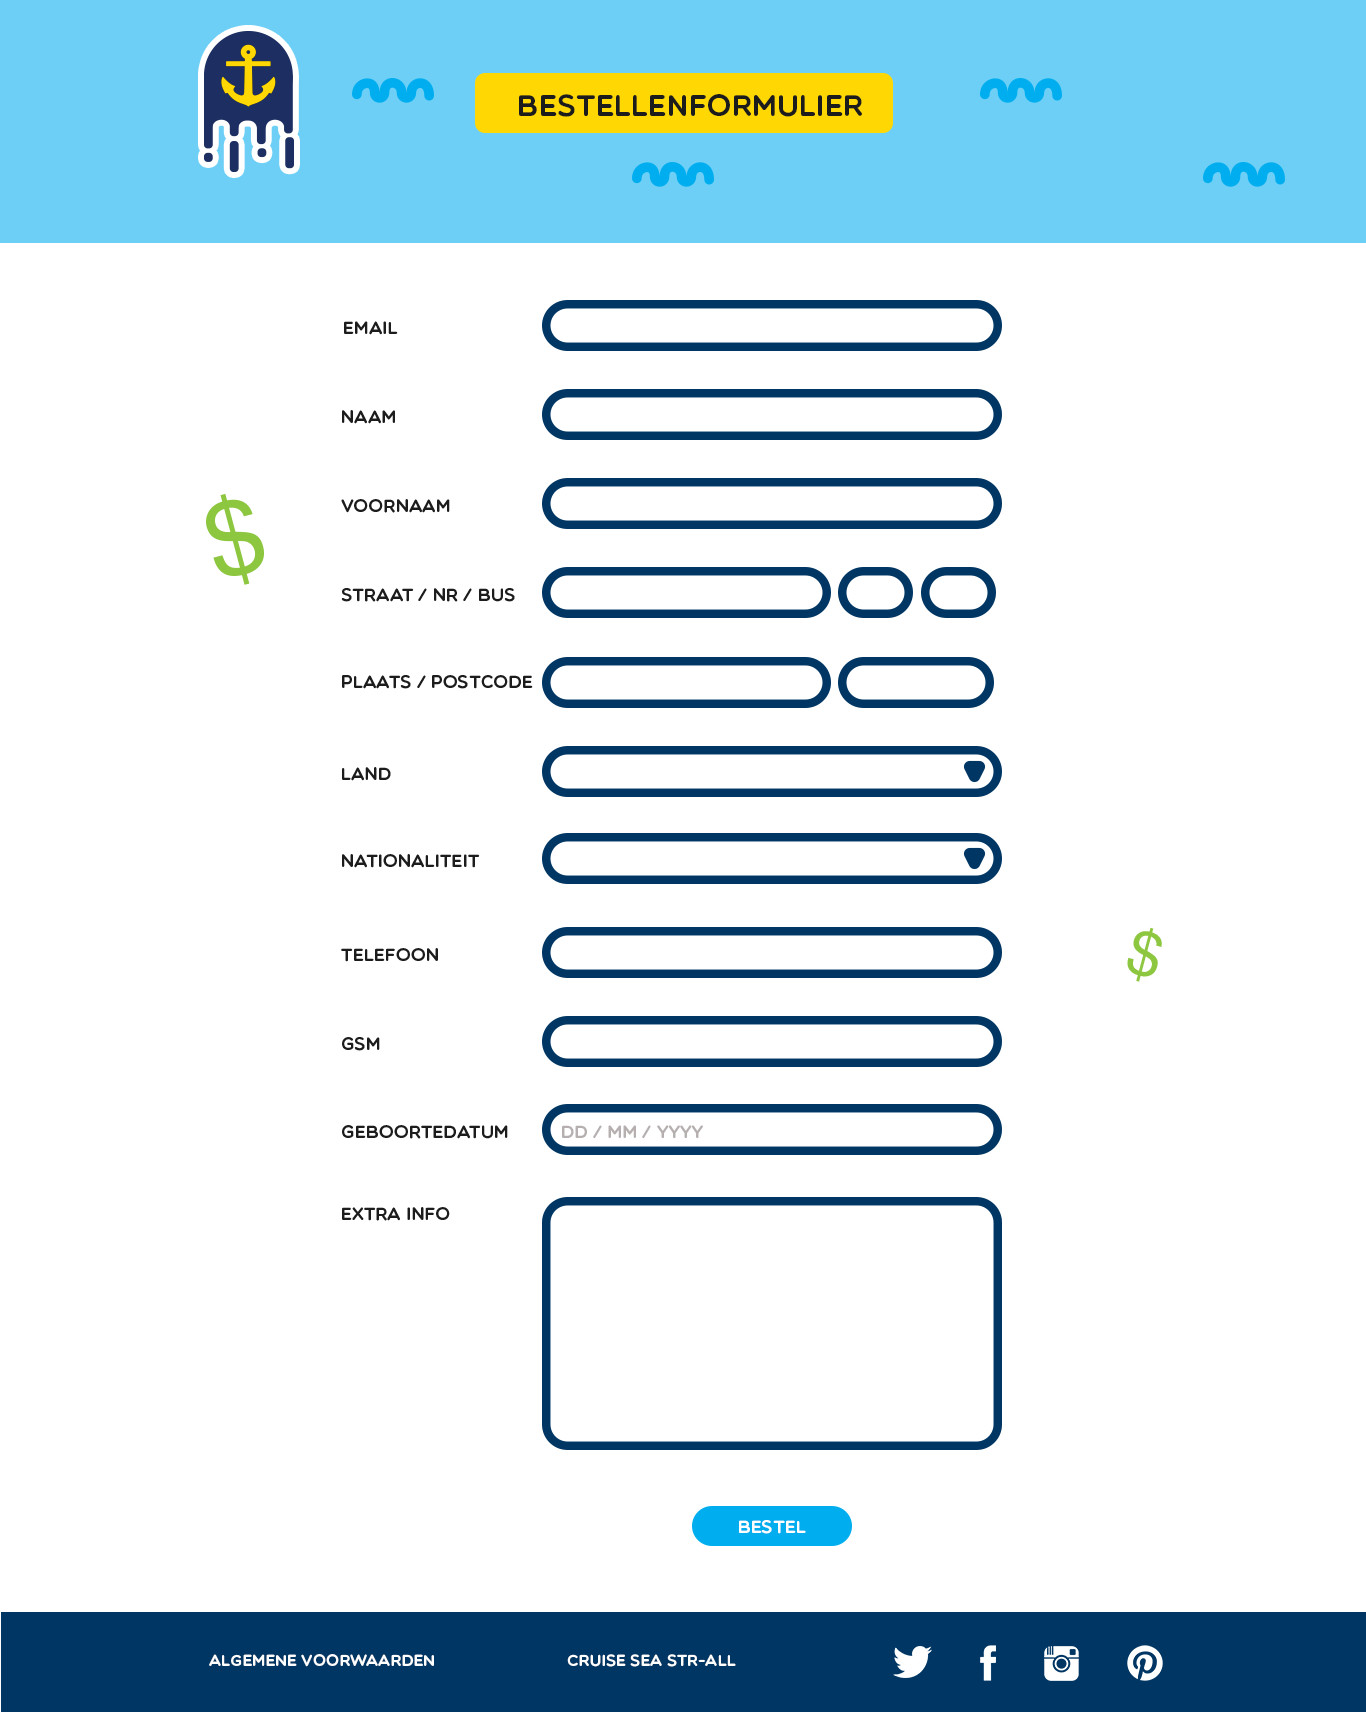 BESTELLENFORMULIER
EMAIL
NAAM
VOORNAAM
$
STRAAT / NR / BUS
PLAATS / POSTCODE
LAND
NATIONALITEIT
TELEFOON
$
GSM
GEBOORTEDATUM DD / MM / YYYY
EXTRA INFO
BESTEL
ALGEMENE VOORWAARDEN CRUISE SEA STR-ALL